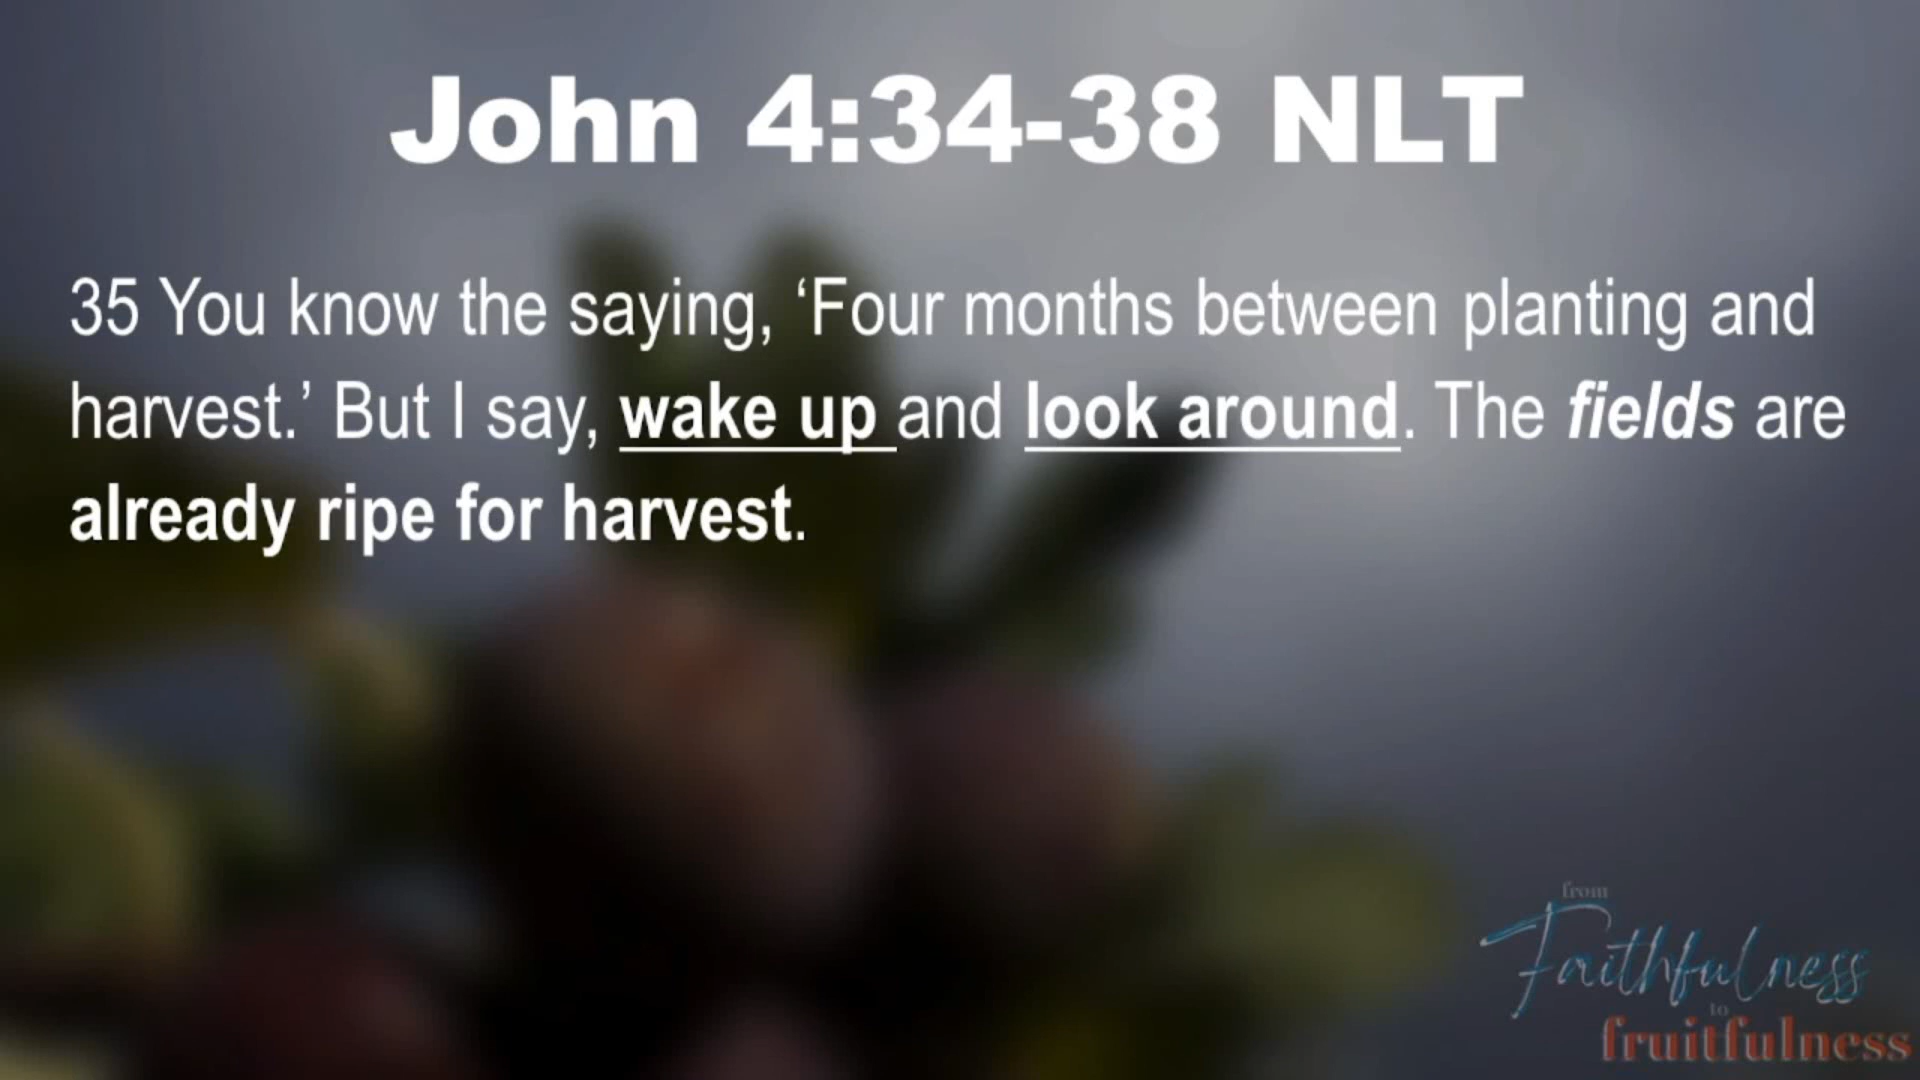 John 4:34-38 NLT
35 You know the saying, ‘Four months between planting and
harvest.’ But I say, wake up and look around. The fields are
already ripe for harvest.
from
Faithfulness
to
fruitfulness